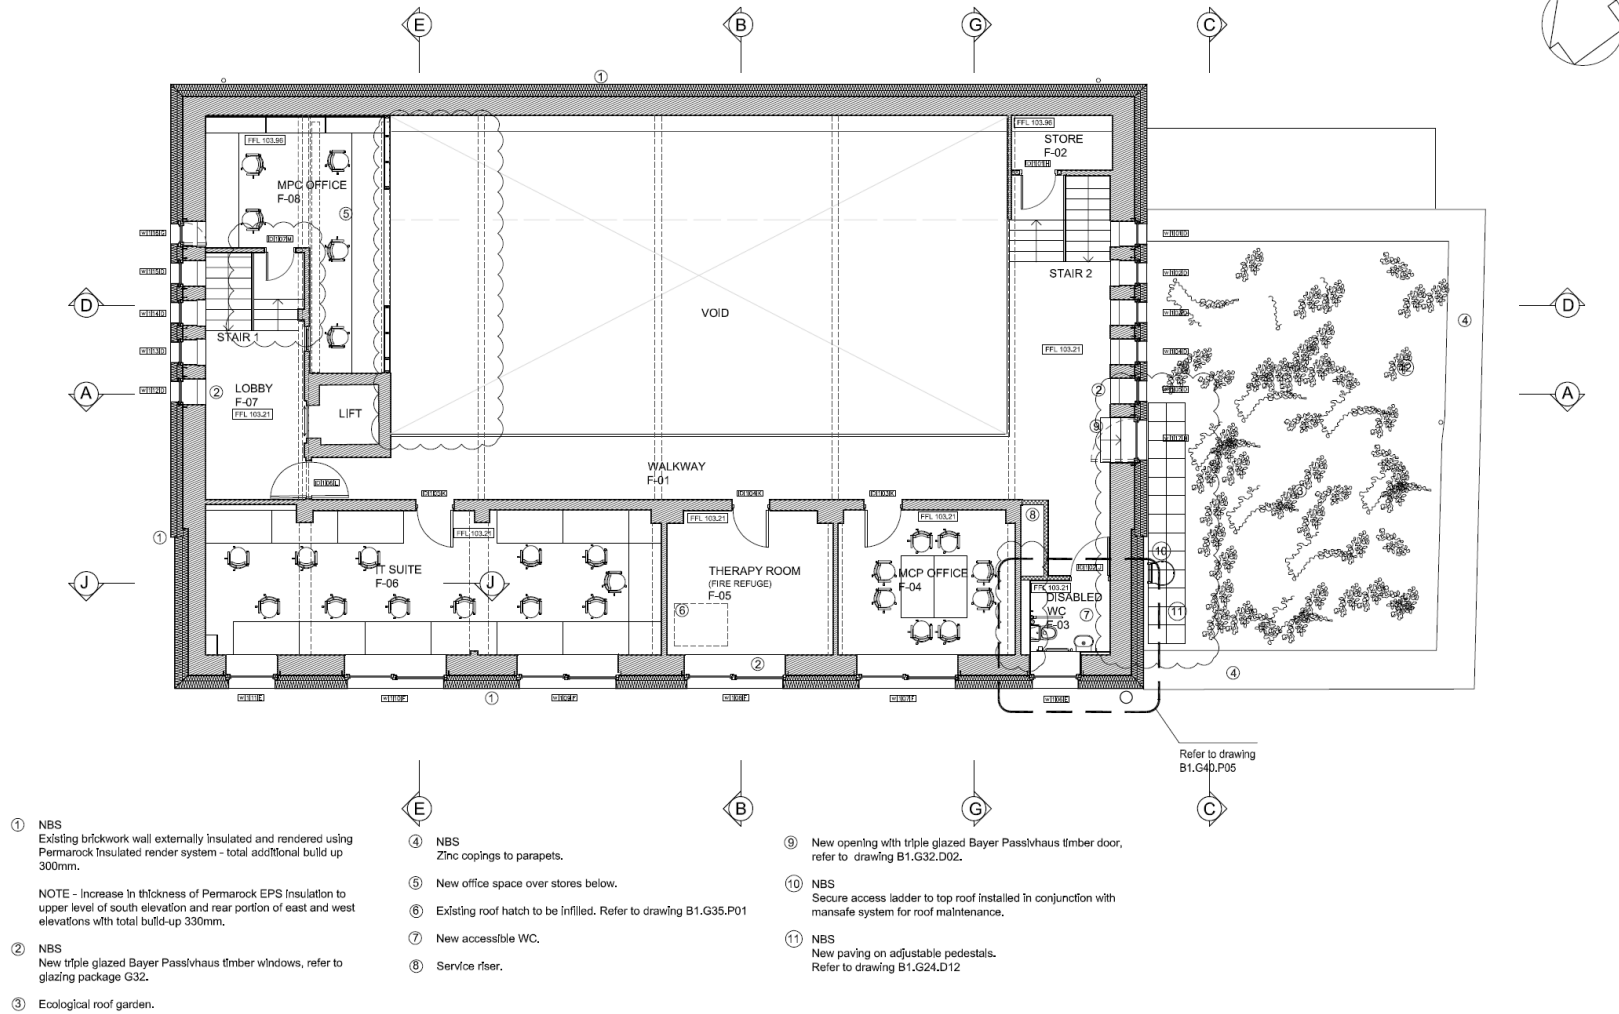 E
B
G
C
1
FFL 103.96
MPC OFFICE
F-08
5
FFL 103.96
STORE
F-02
STAIR 2
VOID
D
D
4
STAIR 1
FFL 103.21
LOBBY
F-07
FFL 103.21
2
LIFT
A
2
9
A
WALKWAY
F-01
1
FFL 103.21
FFL 103.21
FFL 103.21
8
10
J
IT SUITE
F-06
J
THERAPY ROOM
(FIRE REFUGE)
F-05
6
MCP OFFICE
F-04
FFL 103.21
DISABLED
WC
F-03
7
11
2
4
1
Refer to drawing
B1.G40.P05
E
B
G
C
1 NBS
Existing brickwork wall externally insulated and rendered using
Permarock insulated render system - total additional build up
300mm.
NOTE - Increase in thickness of Permarock EPS insulation to
upper level of south elevation and rear portion of east and west
elevations with total build-up 330mm.
2 NBS
New triple glazed Bayer Passivhaus timber windows, refer to
glazing package G32.
3 Ecological roof garden.
4 NBS
Zinc copings to parapets.
5 New office space over stores below.
6 Existing roof hatch to be infilled. Refer to drawing B1.G35.P01
7 New accessible WC.
8 Service riser.
9 New opening with triple glazed Bayer Passivhaus timber door,
refer to drawing B1.G32.D02.
10 NBS
Secure access ladder to top roof installed in conjunction with
mansafe system for roof maintenance.
11 NBS
New paving on adjustable pedestals.
Refer to drawing B1.G24.D12